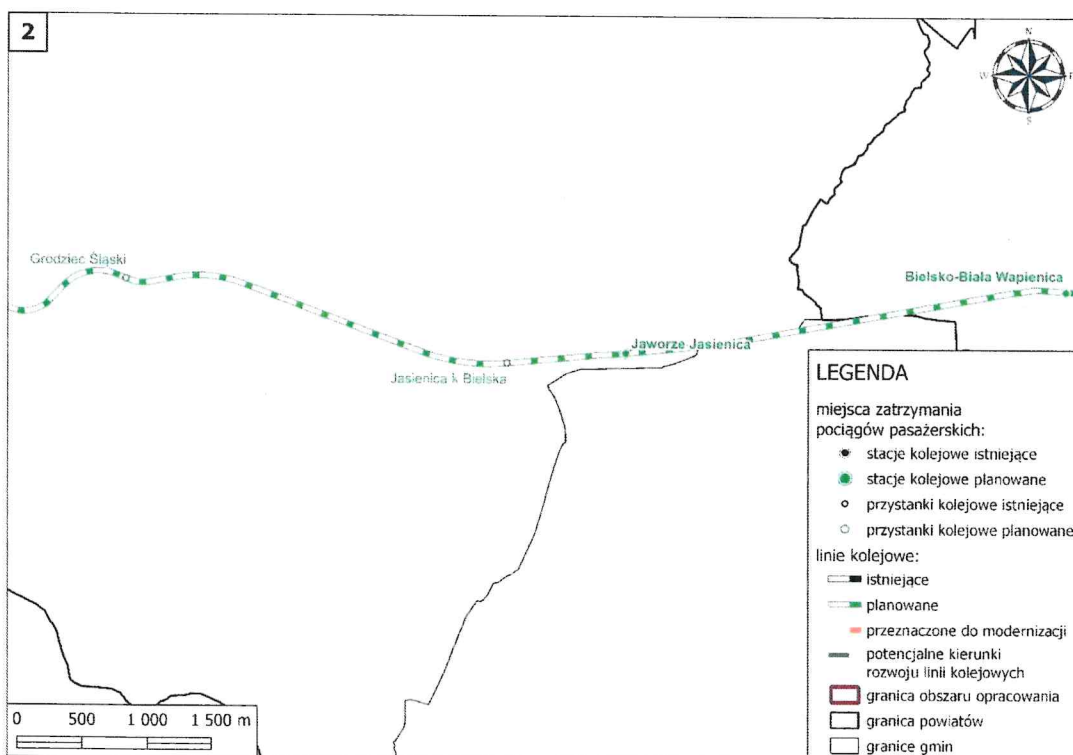 2
N
W
E
S
Grodziec Śląski
Bielsko-Biała Wapienica
Jaworze Jasienica
Jasienica k Bielska
LEGENDA
miejsca zatrzymania
pociągów pasażerskich:
stacje kolejowe istniejące
stacje kolejowe planowane
przystanki kolejowe istniejące
przystanki kolejowe planowane
linie kolejowe:
istniejące
planowane
przeznaczone do modernizacji
potencjalne kierunki
rozwoju linii kolejowych
granica obszaru opracowania
granica powiatów
granice gmin
0 500 1 000 1 500 m